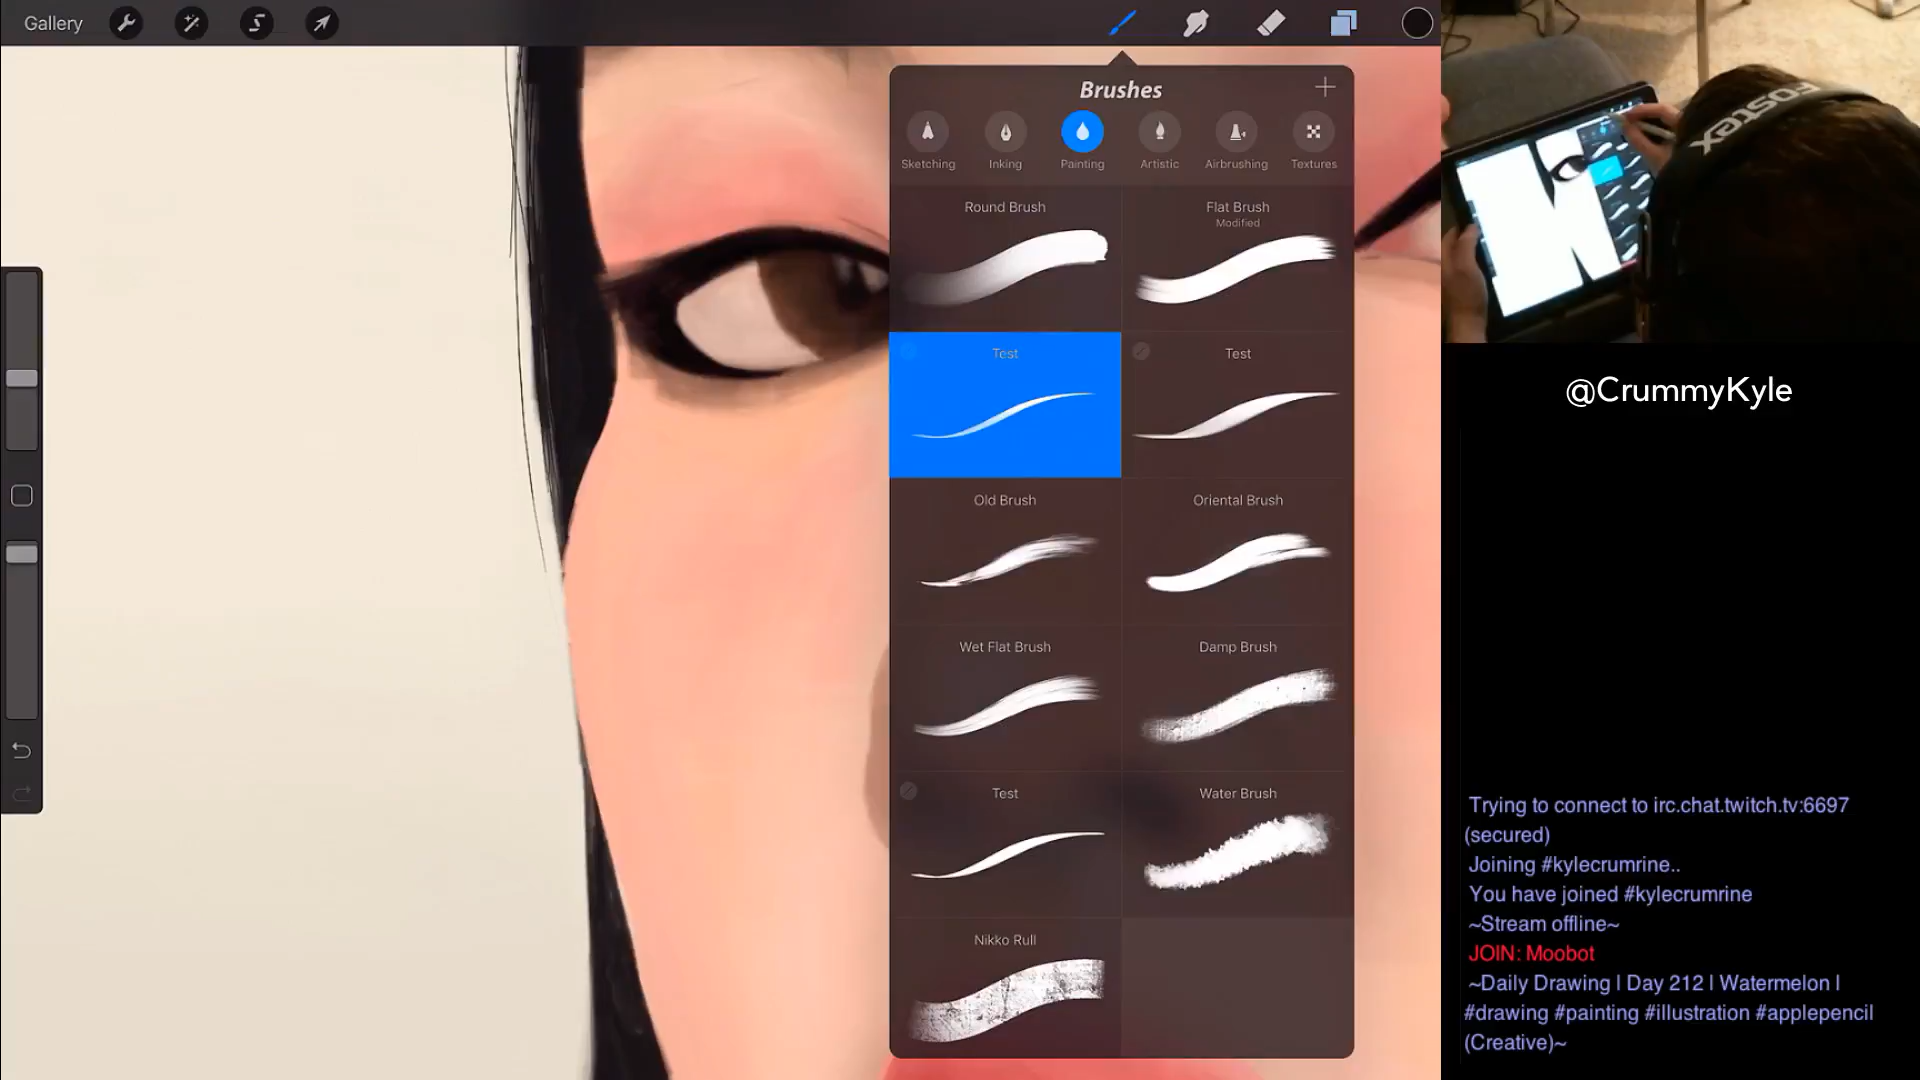 Gallery
Brushes
Sketching
Inking
Painting
Artistic
Airbrushing
Textures
Round Brush
Flat Brush
Modified
Test
Test
Old Brush
Oriental Brush
Wet Flat Brush
Damp Brush
Test
Water Brush
Nikko Rull
FOSTEX
@CrummyKyle
Trying to connect to irc.chat.twitch.tv:6697
(secured)
Joining #kylecrumrine..
You have joined #kylecrumrine
~Stream offline~
JOIN: Moobot
~Daily Drawing | Day 212 | Watermelon |
#drawing #painting #illustration #applepencil
(Creative)~